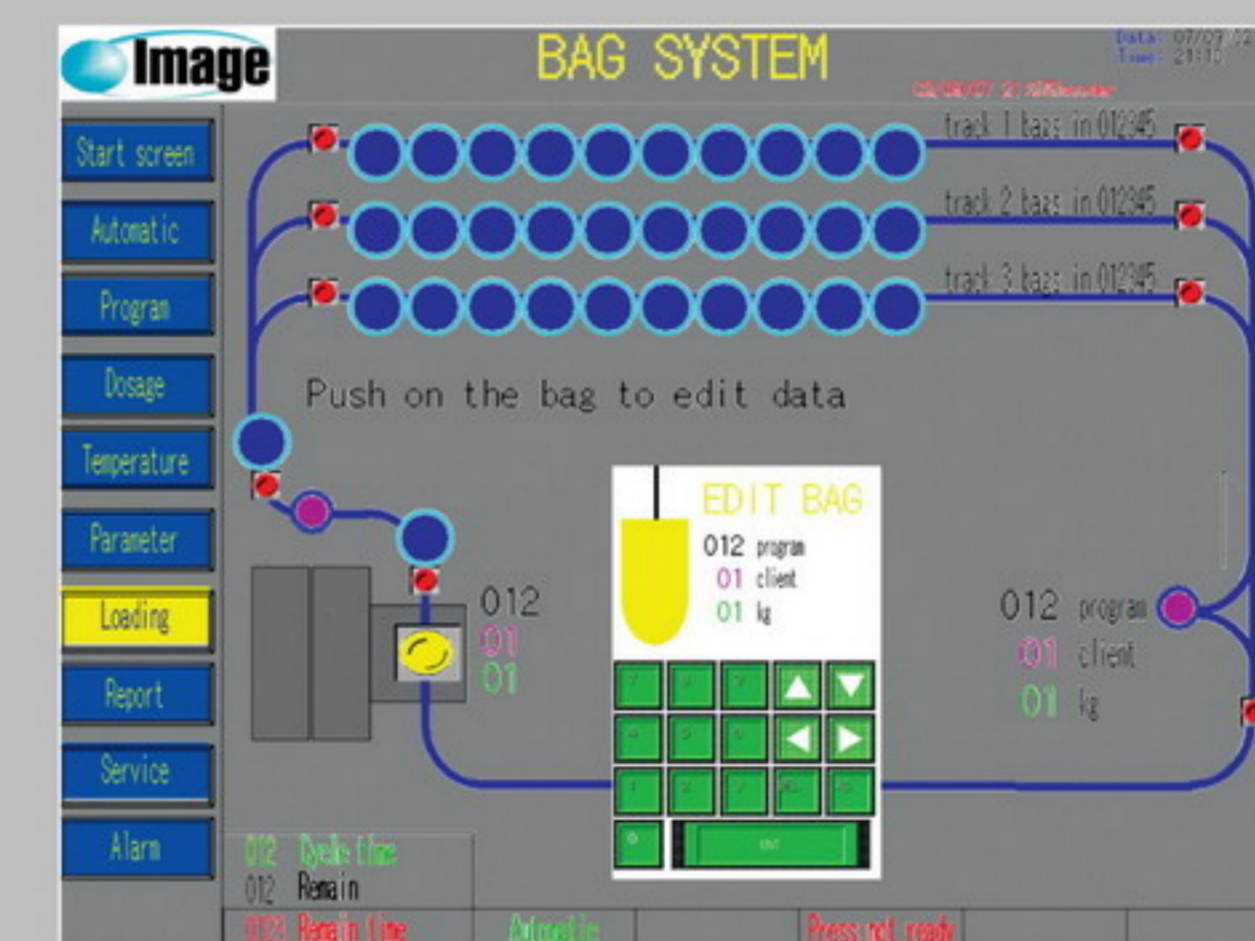 Image
BAG SYSTEM
Start screen
Automatic
Program
Dosage
Temperature
Parameter
Loading
Report
Service
Alarm
track 1 bags in 012345
track 2 bags in 012345
track 3 bags in 012345
Push on the bag to edit data
EDIT BAG
012 program
01 client
01 kg
012
01
01
012 program
01 client
01 kg
012 Cycle time
012 Remain
0123 Remain time
Automatic
Press not ready